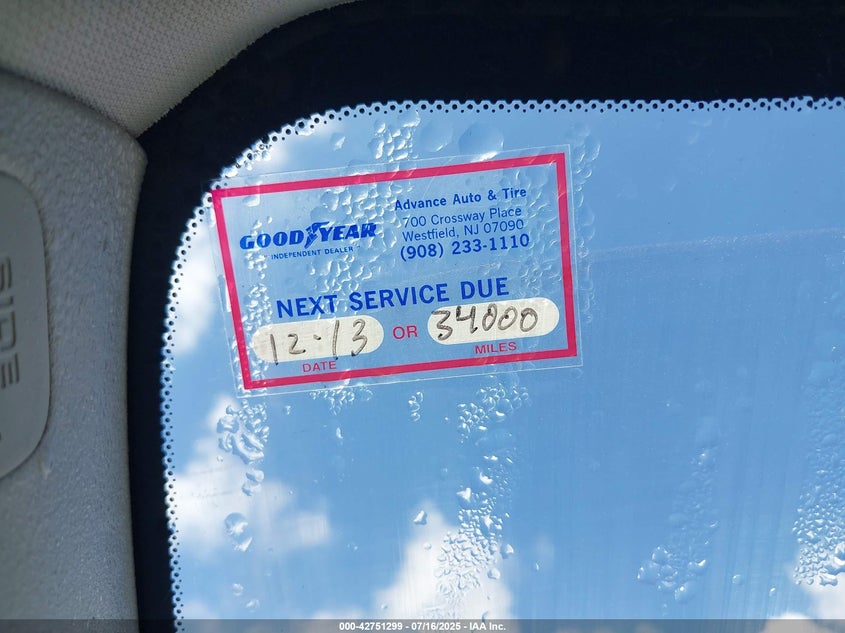 Advance Auto & Tire
700 Crossway Place
Westfield, NJ 07090
(908) 233-1110
GOODYEAR
INDEPENDENT DEALER
NEXT SERVICE DUE
12-13 OR 34000
DATE MILES
SIDE
000-42751299 - 07/16/2025 - IAA Inc.